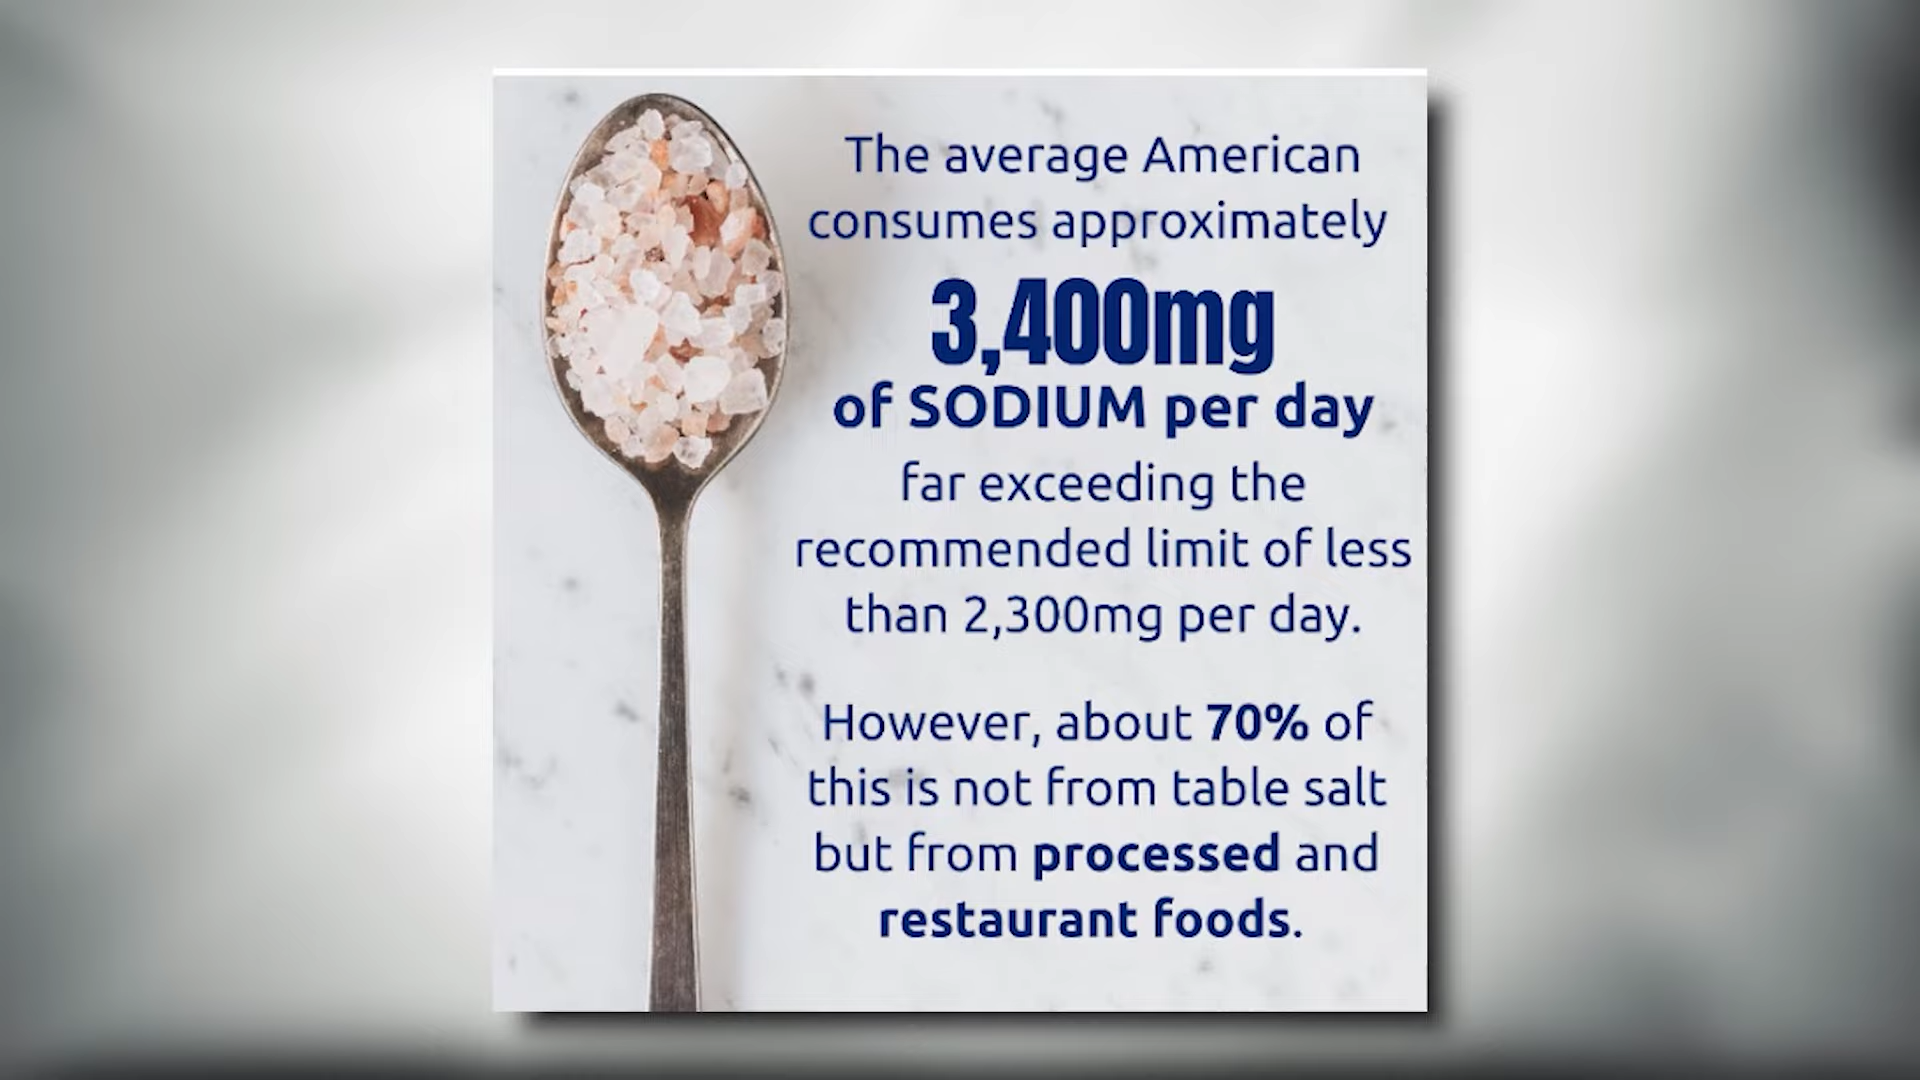 The average American
consumes approximately
3,400mg
of SODIUM per day
far exceeding the
recommended limit of less
than 2,300mg per day.
However, about 70% of
this is not from table salt
but from processed and
restaurant foods.